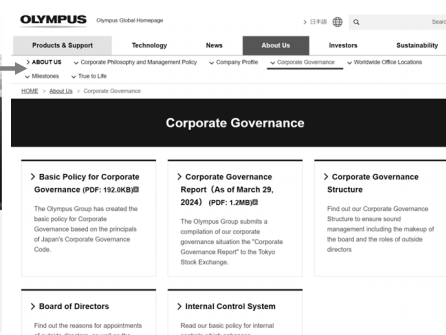 OLYMPUS Olympus Global Homepage
> 日本語
Products & Support Technology News About Us Investors Sustainability
> ABOUT US Corporate Philosophy and Management Policy Company Profile Corporate Governance Worldwide Office Locations
Milestones True to Life
HOME > About Us > Corporate Governance
Corporate Governance
> Basic Policy for Corporate
Governance (PDF: 192.0KB)
The Olympus Group has created the
basic policy for Corporate
Governance based on the principals
of Japan's Corporate Governance
Code.
> Corporate Governance
Report (As of March 29,
2024) (PDF: 1.2MB)
The Olympus Group submits a
compilation of our corporate
governance situation the "Corporate
Governance Report" to the Tokyo
Stock Exchange.
> Corporate Governance
Structure
Find out our Corporate Governance
Structure to ensure sound
management including the makeup of
the board and the roles of outside
directors
> Board of Directors
Find out the reasons for appointments
> Internal Control System
Read our basic policy for internal